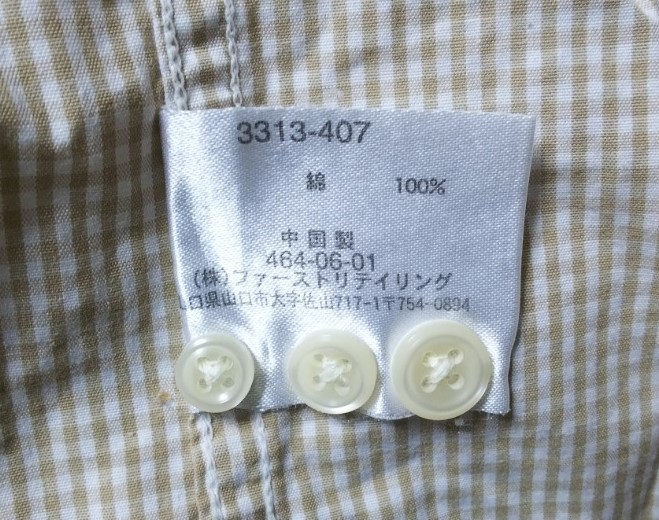 3313-407
綿 100%
中国製
464-06-01
(株)ファーストリテイリング
口県山口市大字佐山717-1〒754-0894